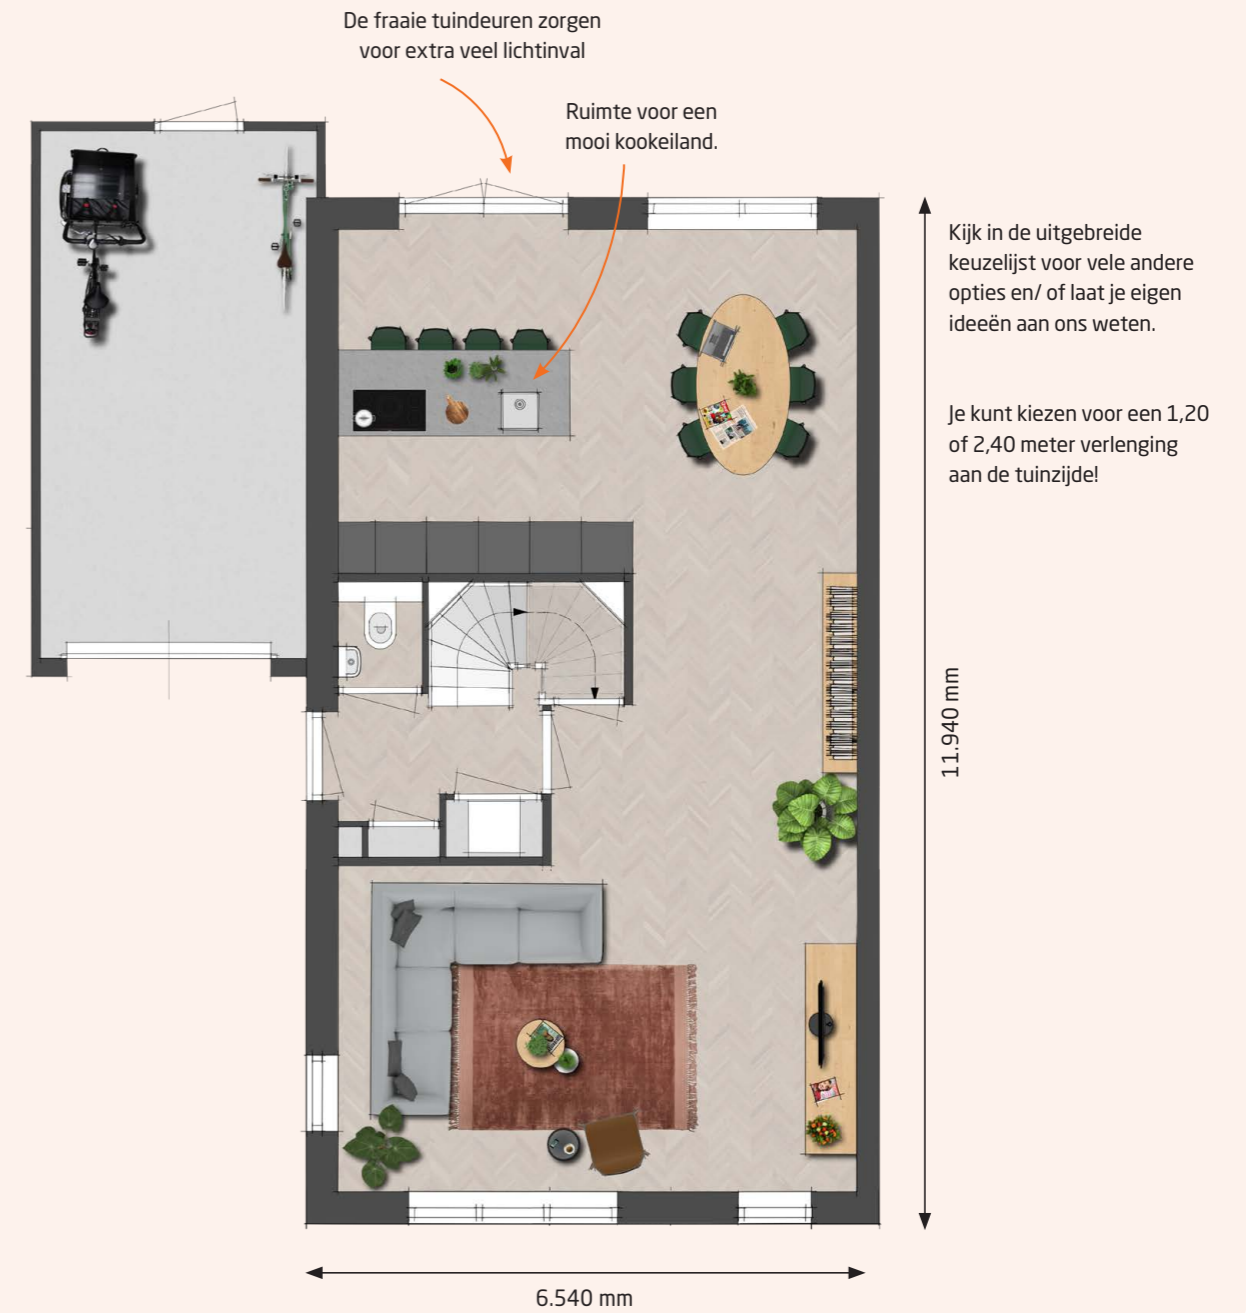 De fraaie tuindeuren zorgen
voor extra veel lichtinval
Ruimte voor een
mooi kookeiland.
Kijk in de uitgebreide
keuzelijst voor vele andere
opties en/ of laat je eigen
ideeën aan ons weten.
Je kunt kiezen voor een 1,20
of 2,40 meter verlenging
aan de tuinzijde!
11.940 mm
6.540 mm